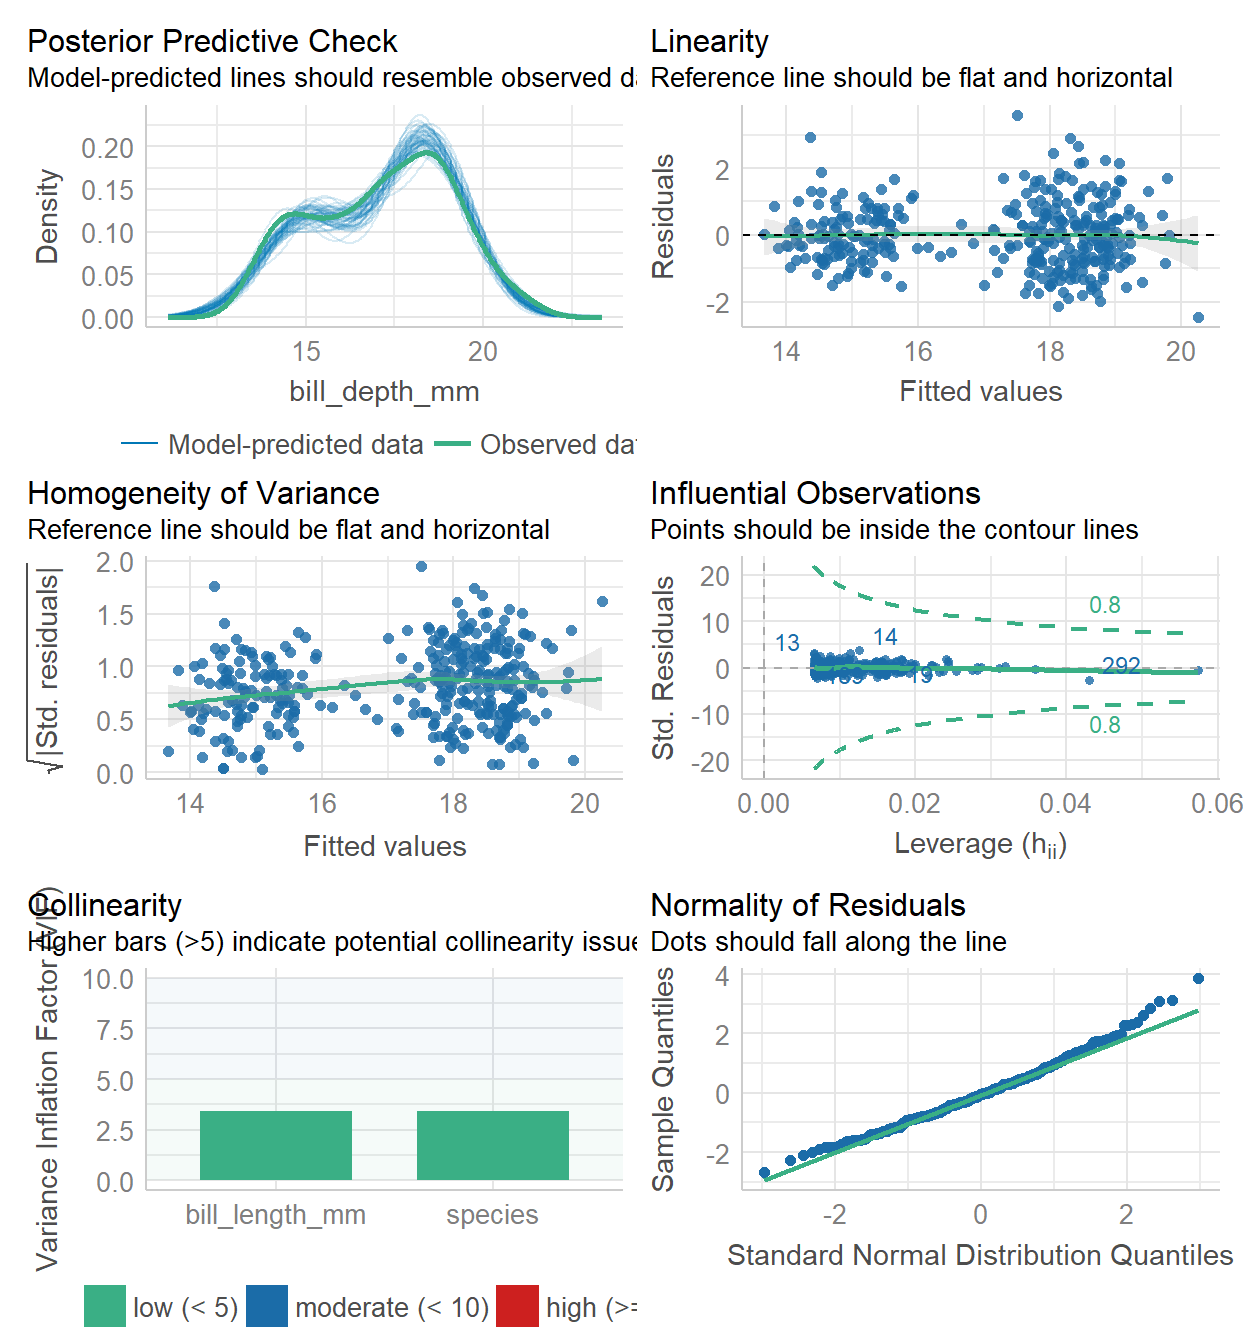 Posterior Predictive Check
Model-predicted lines should resemble observed da
Density
0.20
0.15
0.10
0.05
0.00
15 20
bill_depth_mm
Model-predicted data Observed dat
Linearity
Reference line should be flat and horizontal
Residuals
2
0
-2
14 16 18 20
Fitted values
Homogeneity of Variance
Reference line should be flat and horizontal
√|Std. residuals|
2.0
1.5
1.0
0.5
0.0
14 16 18 20
Fitted values
Influential Observations
Points should be inside the contour lines
Std. Residuals
20
10
0
-10
-20
0.8
13
14
292
0.8
0.00 0.02 0.04 0.06
Leverage (hii)
Collinearity
Higher bars (>5) indicate potential collinearity issue
Variance Inflation Factor (VIF)
10.0
7.5
5.0
2.5
0.0
bill_length_mm species
low (< 5) moderate (< 10) high (>=
Normality of Residuals
Dots should fall along the line
Sample Quantiles
4
2
0
-2
-2 0 2
Standard Normal Distribution Quantiles